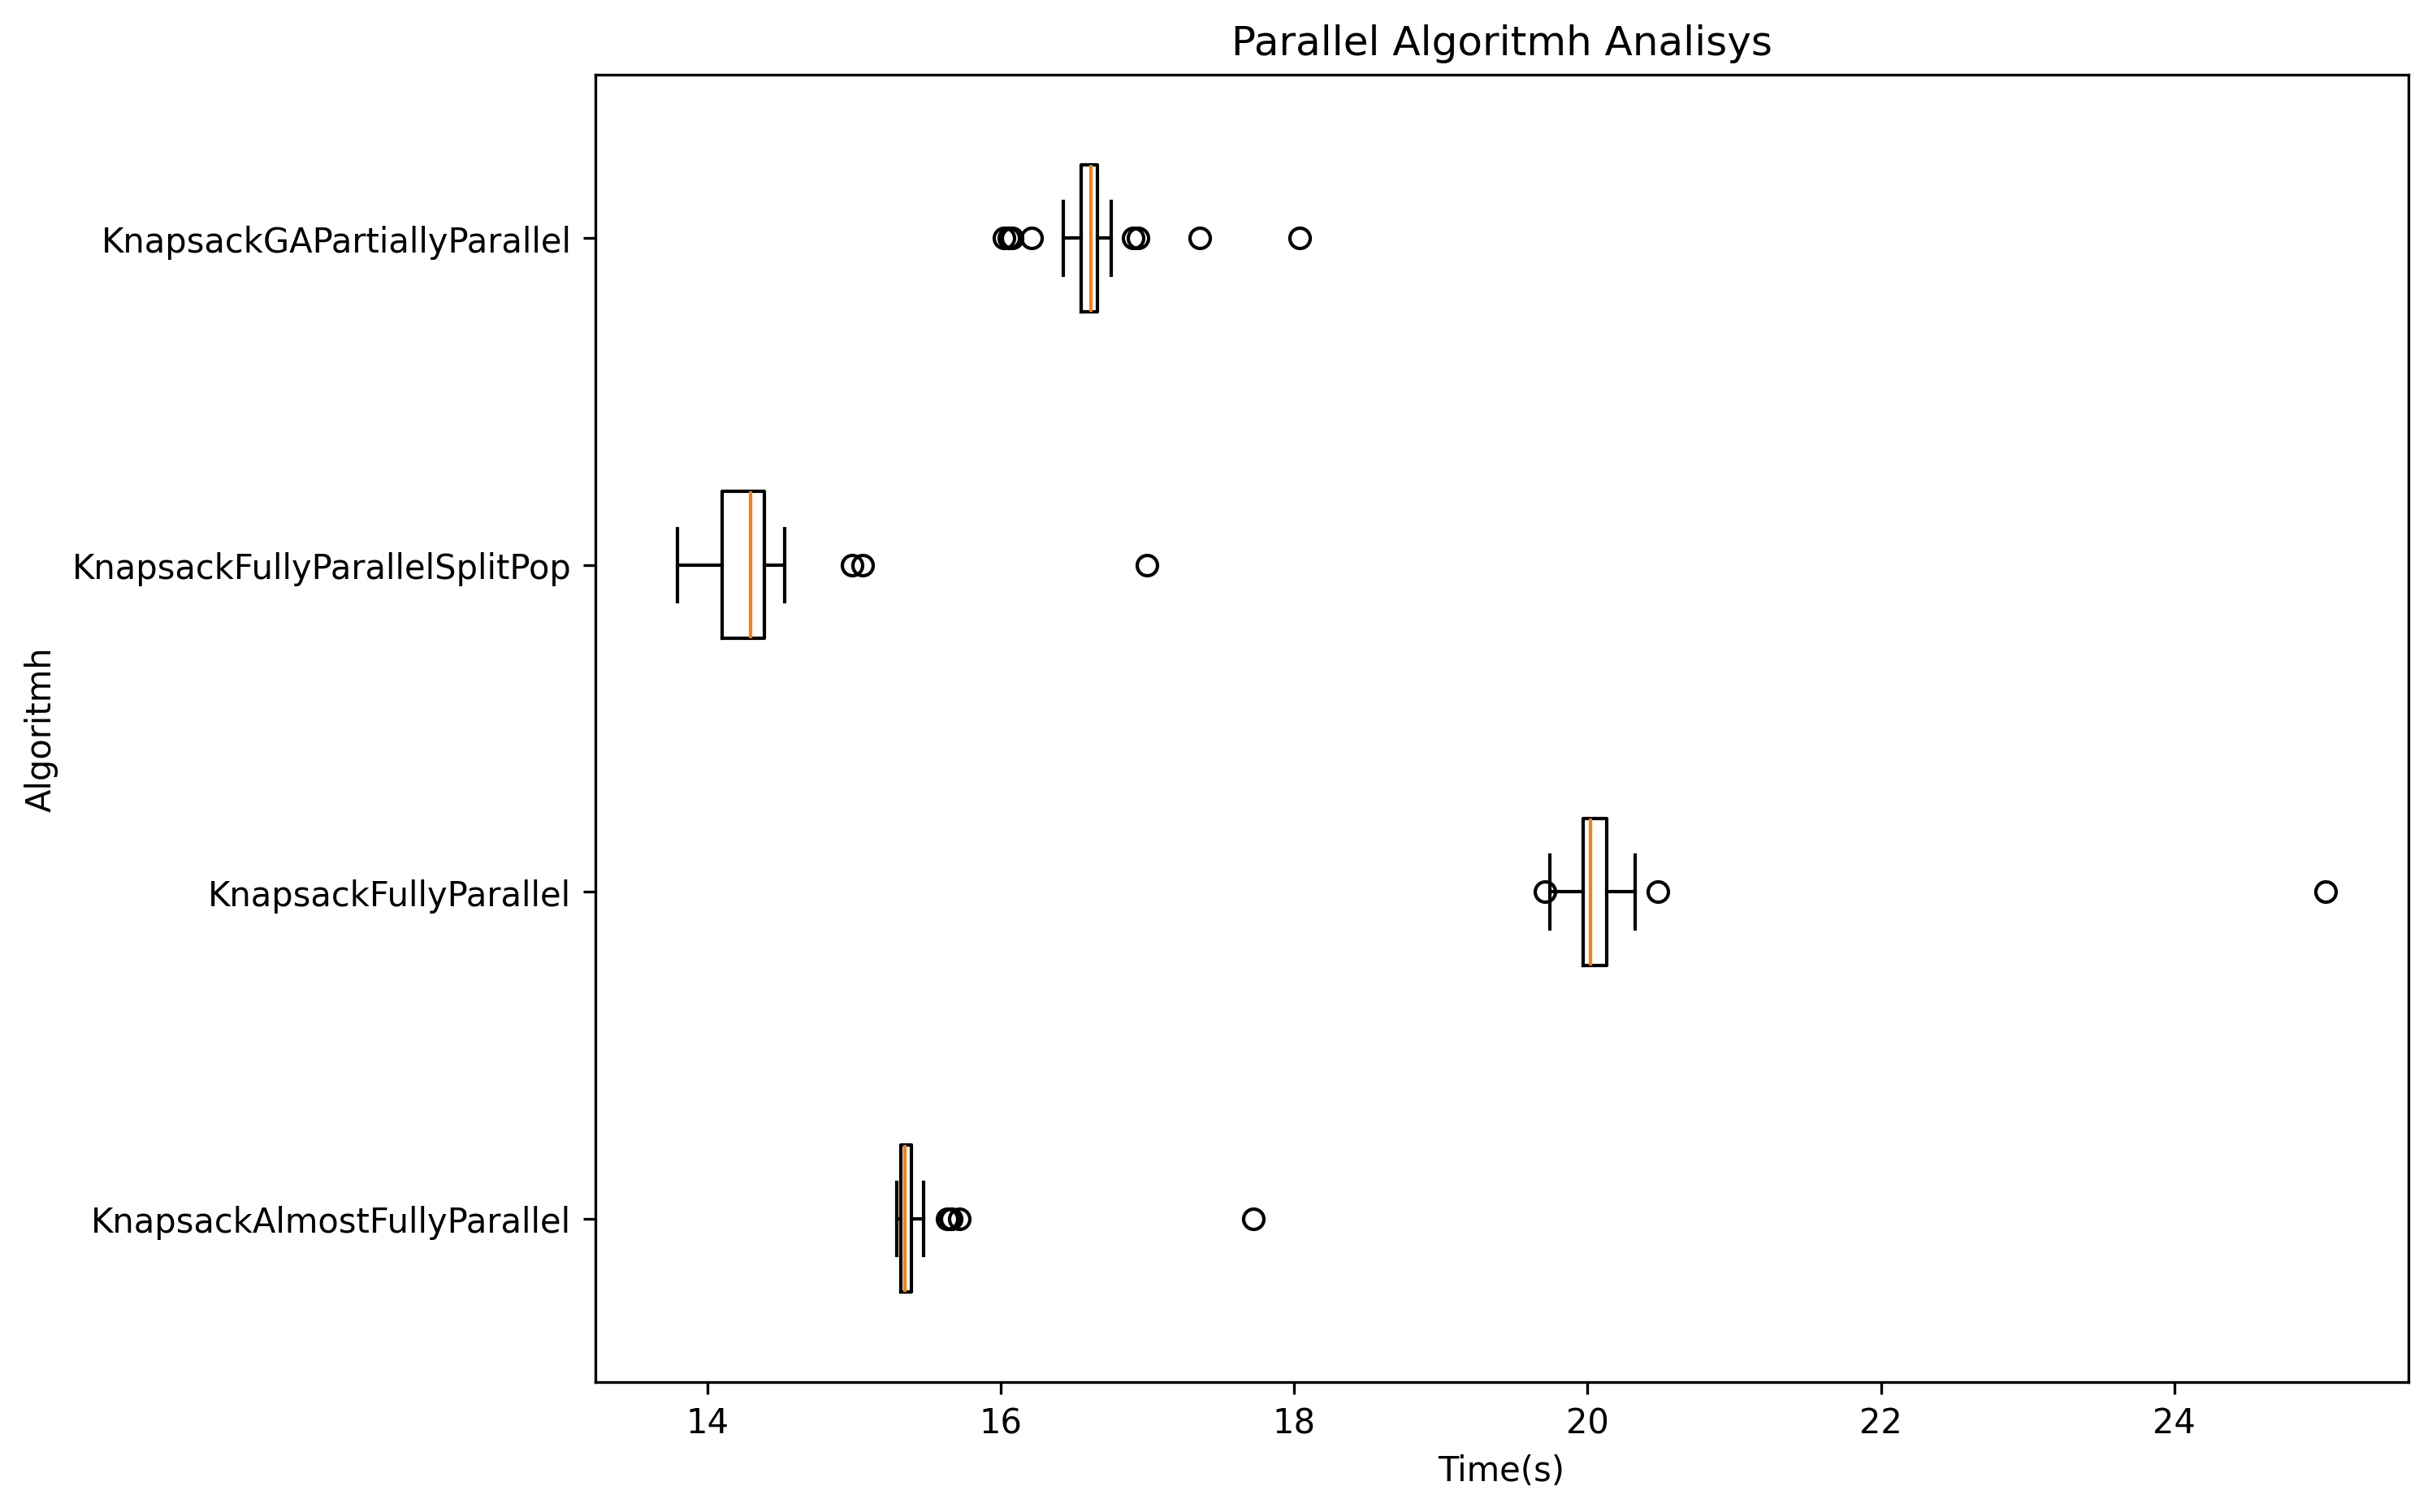 Parallel Algoritmh Analisys
KnapsackGAPartiallyParallel
KnapsackFullyParallelSplitPop
Algoritmh
KnapsackFullyParallel
KnapsackAlmostFullyParallel
14 16 18 20 22 24
Time(s)